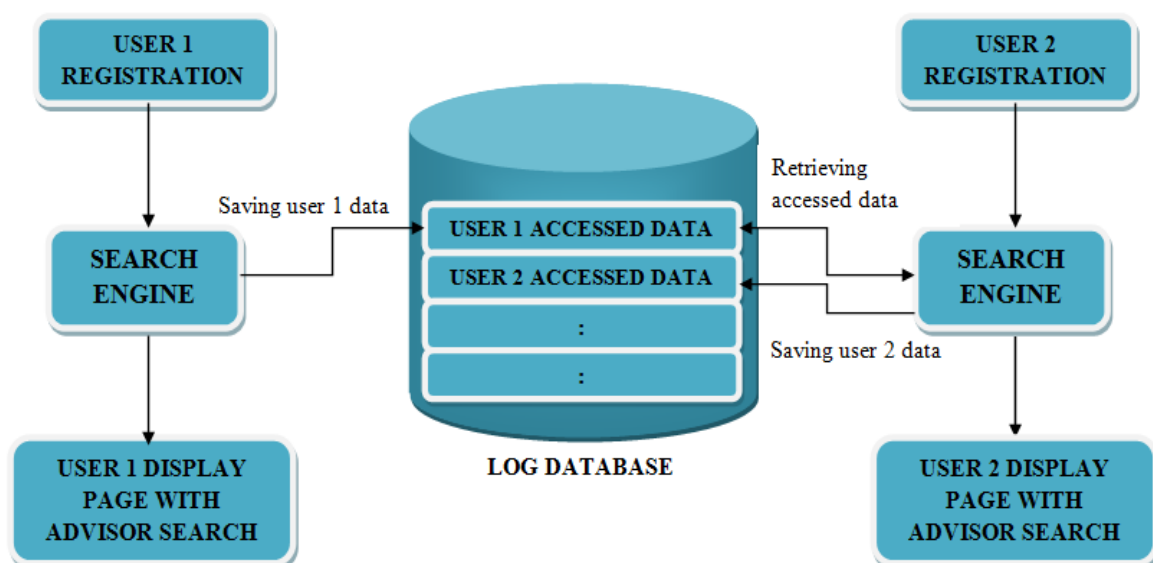 USER 1
REGISTRATION
USER 2
REGISTRATION
Retrieving
accessed data
Saving user 1 data
USER 1 ACCESSED DATA
SEARCH
ENGINE
USER 2 ACCESSED DATA
SEARCH
ENGINE
:
Saving user 2 data
:
LOG DATABASE
USER 1 DISPLAY
PAGE WITH
ADVISOR SEARCH
USER 2 DISPLAY
PAGE WITH
ADVISOR SEARCH